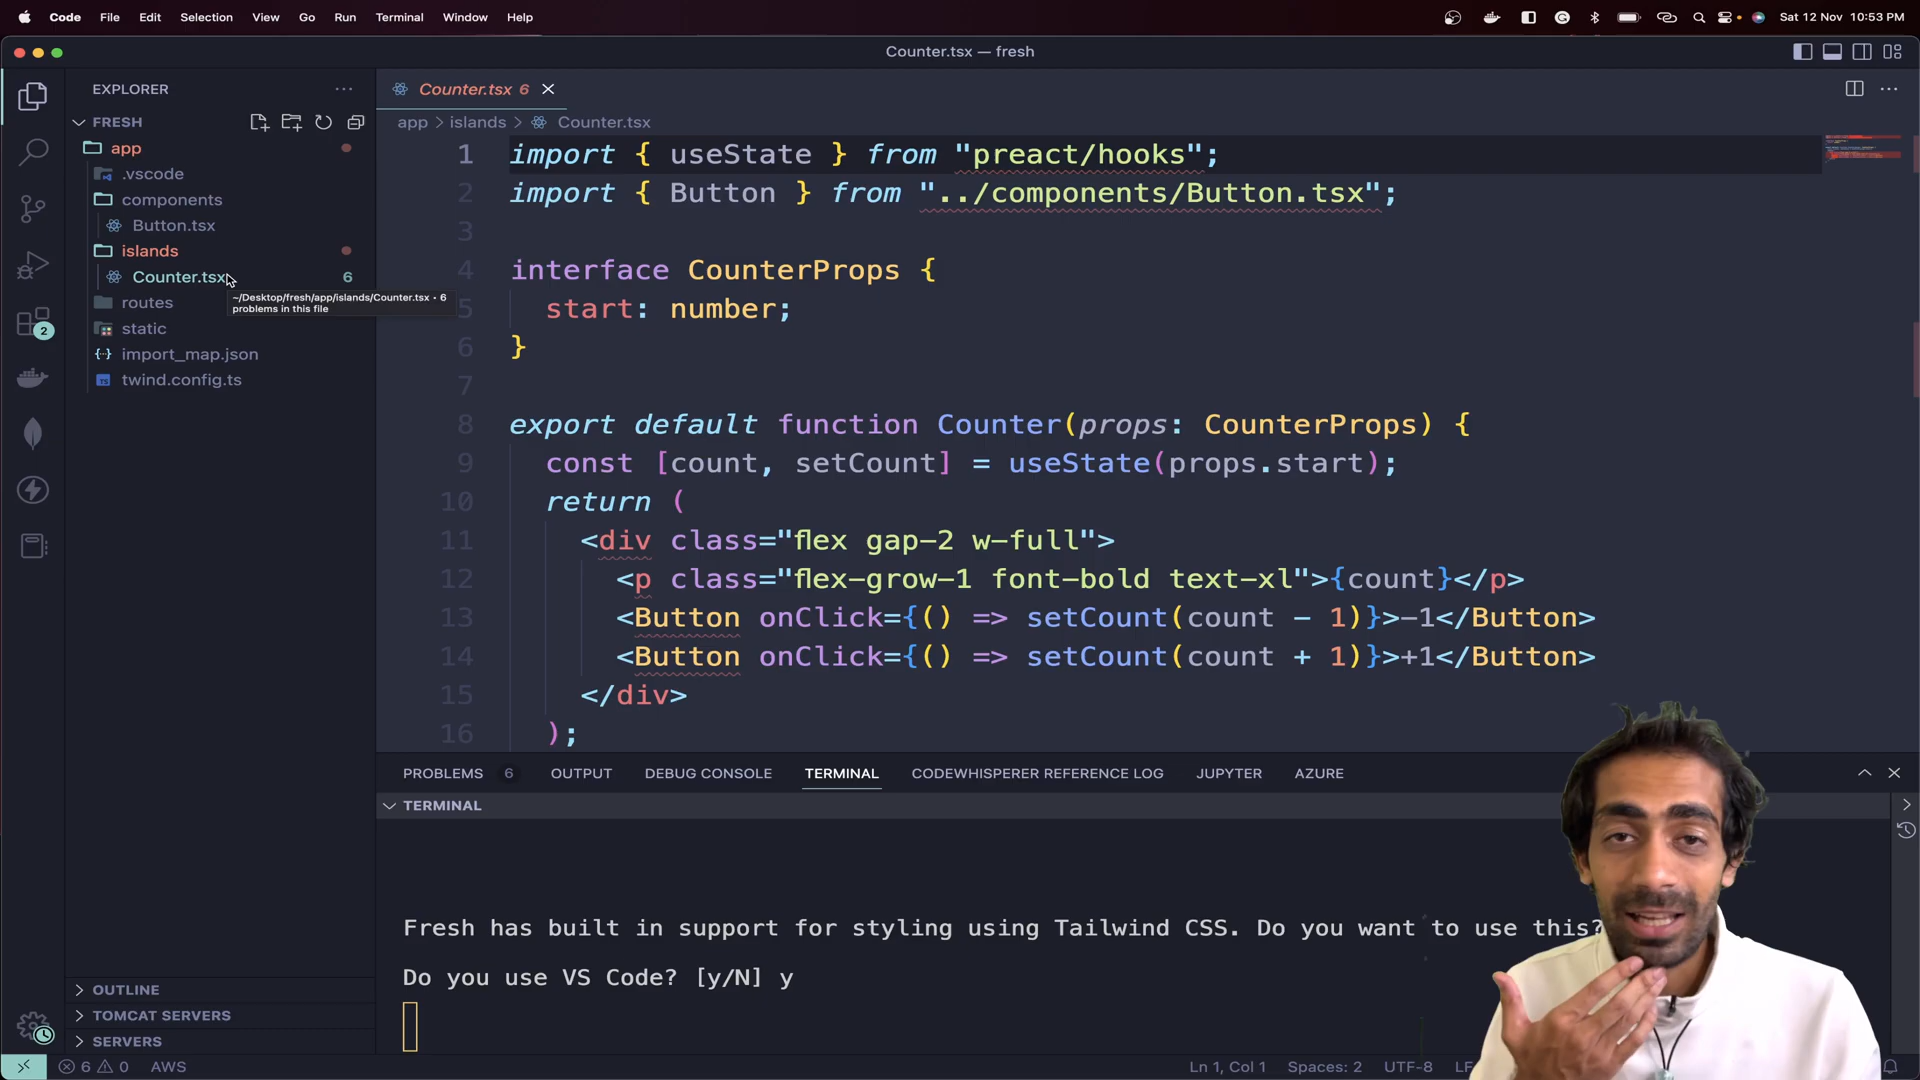 Code File Edit Selection View Go Run Terminal Window Help Sat 12 Nov 10:53 PM
Counter.tsx — fresh
EXPLORER
FRESH
app
.vscode
components
Button.tsx
islands
Counter.tsx 6
~/Desktop/fresh/app/islands/Counter.tsx • 6
problems in this file
routes
static
import_map.json
twind.config.ts
OUTLINE
TOMCAT SERVERS
SERVERS
2
Counter.tsx 6
app > islands > Counter.tsx
1 import { useState } from "preact/hooks";
2 import { Button } from "../components/Button.tsx";
3
4 interface CounterProps {
5 start: number;
6 }
7
8 export default function Counter(props: CounterProps) {
9 const [count, setCount] = useState(props.start);
10 return (
11 <div class="flex gap-2 w-full">
12 <p class="flex-grow-1 font-bold text-xl">{count}</p>
13 <Button onClick={() => setCount(count - 1)}>-1</Button>
14 <Button onClick={() => setCount(count + 1)}>+1</Button>
15 </div>
16 );
PROBLEMS 6 OUTPUT DEBUG CONSOLE TERMINAL CODEWHISPERER REFERENCE LOG JUPYTER AZURE
TERMINAL
Fresh has built in support for styling using Tailwind CSS. Do you want to use this?
Do you use VS Code? [y/N] y
6 0 AWS Ln 1, Col 1 Spaces: 2 UTF-8